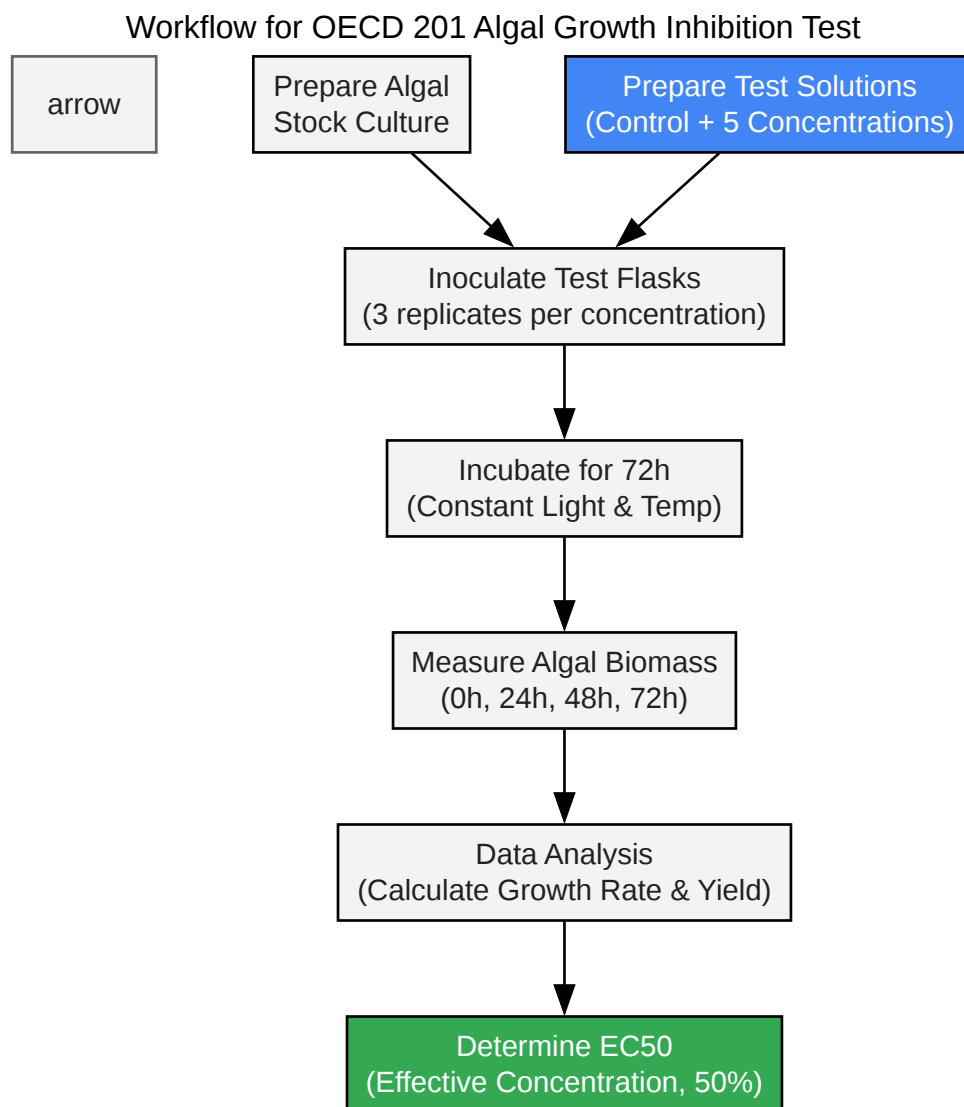 Workflow for OECD 201 Algal Growth Inhibition Test
arrow
Prepare Algal
Stock Culture
Prepare Test Solutions
(Control + 5 Concentrations)
Inoculate Test Flasks
(3 replicates per concentration)
Incubate for 72h
(Constant Light & Temp)
Measure Algal Biomass
(0h, 24h, 48h, 72h)
Data Analysis
(Calculate Growth Rate & Yield)
Determine EC50
(Effective Concentration, 50%)